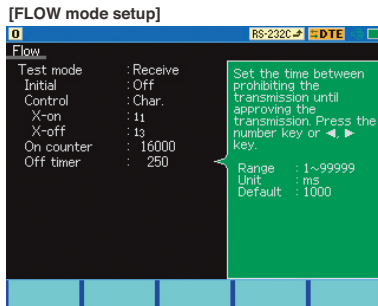 [FLOW mode setup]
0 RS-232C DTE
Flow
Test mode : Receive
Initial : Off
Control : Char.
X-on : 11
X-off : 13
On counter : 16000
Off timer : 250
Set the time between
prohibiting the
transmission until
approving the
transmission. Press the
number key or ◄, ►
key.
Range : 1~99999
Unit : ms
Default : 1000